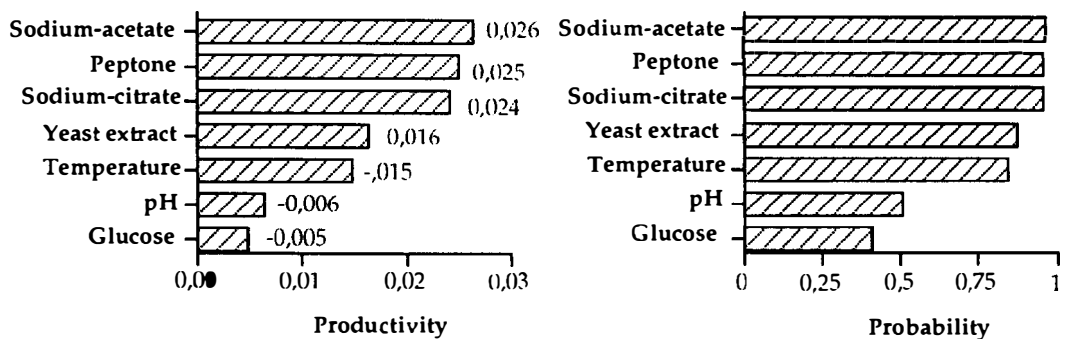 Sodium-acetate 0,026
Peptone 0,025
Sodium-citrate 0,024
Yeast extract 0,016
Temperature -,015
pH -0,006
Glucose -0,005
0,00 0,01 0,02 0,03
Productivity
Sodium-acetate
Peptone
Sodium-citrate
Yeast extract
Temperature
pH
Glucose
0 0,25 0,5 0,75 1
Probability